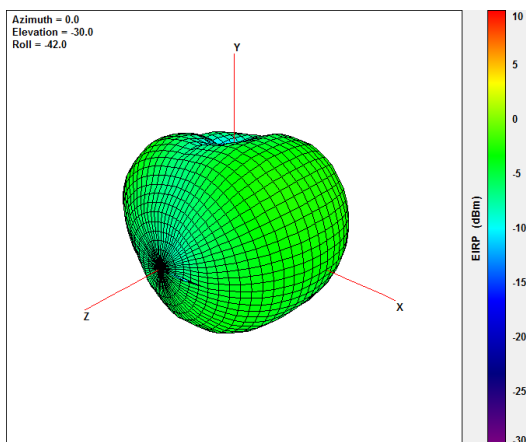 Azimuth = 0.0
Elevation = -30.0
Roll = -42.0
Y
Z
X
10
5
0
-5
-10
-15
-20
-25
-30
EIRP (dBm)